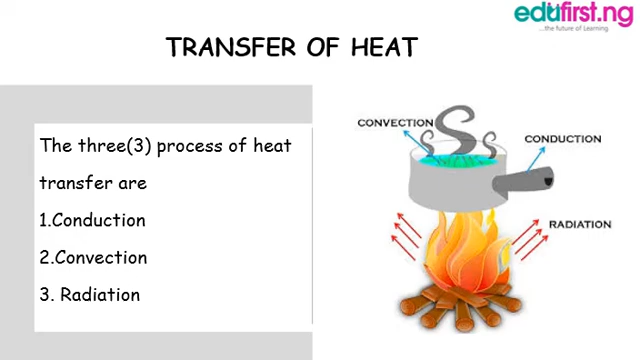 edufirst.ng
...the future of Learning
TRANSFER OF HEAT
The three(3) process of heat
transfer are
1.Conduction
2.Convection
3. Radiation
CONVECTION
CONDUCTION
RADIATION